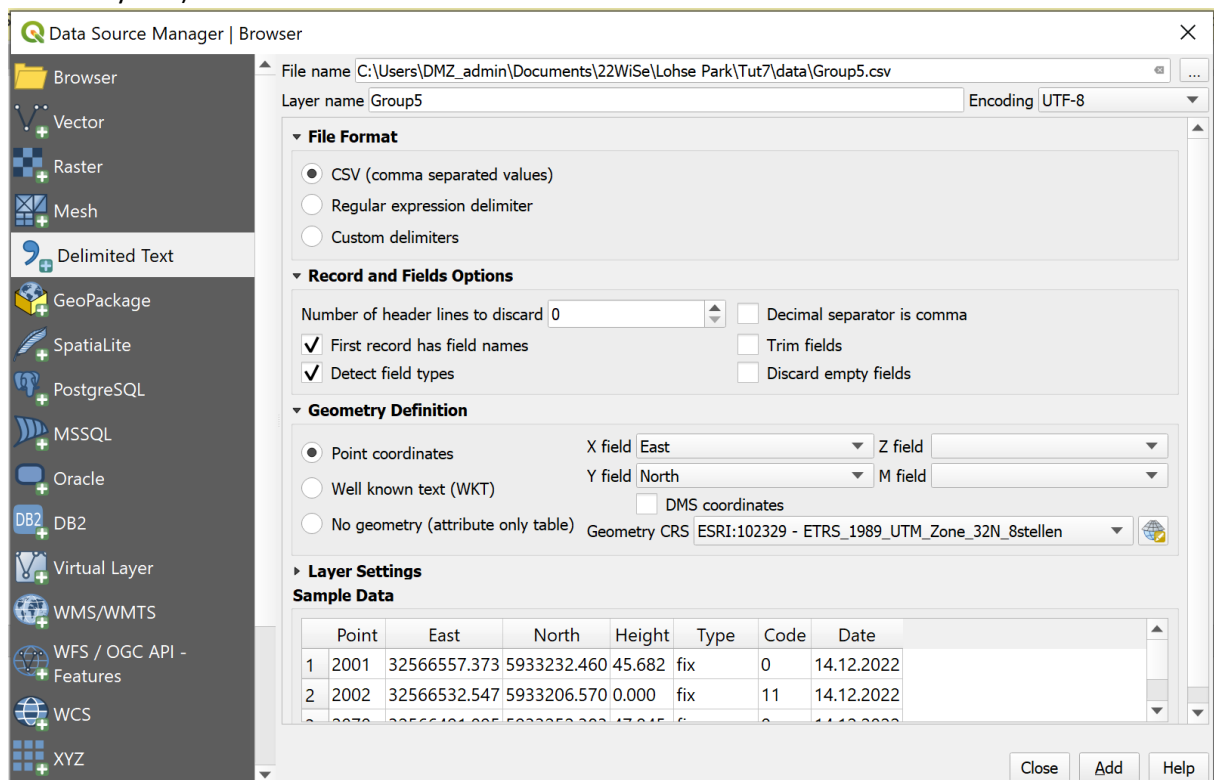 Data Source Manager | Browser
Browser
Vector
Raster
Mesh
Delimited Text
GeoPackage
SpatiaLite
PostgreSQL
MSSQL
Oracle
DB2 DB2
Virtual Layer
WMS/WMTS
WFS / OGC API -
Features
WCS
XYZ
File name C:\Users\DMZ_admin\Documents\22WiSe\Lohse Park\Tut7\data\Group5.csv ...
Layer name Group5 Encoding UTF-8
File Format
CSV (comma separated values)
Regular expression delimiter
Custom delimiters
Record and Fields Options
Number of header lines to discard 0 Decimal separator is comma
First record has field names Trim fields
Detect field types Discard empty fields
Geometry Definition
Point coordinates X field East Z field
Well known text (WKT) Y field North M field
DMS coordinates
No geometry (attribute only table) Geometry CRS ESRI:102329 - ETRS_1989_UTM_Zone_32N_8stellen
Layer Settings
Sample Data
Point East North Height Type Code Date
1 2001 32566557.373 5933232.460 45.682 fix 0 14.12.2022
2 2002 32566532.547 5933206.570 0.000 fix 11 14.12.2022
Close Add Help